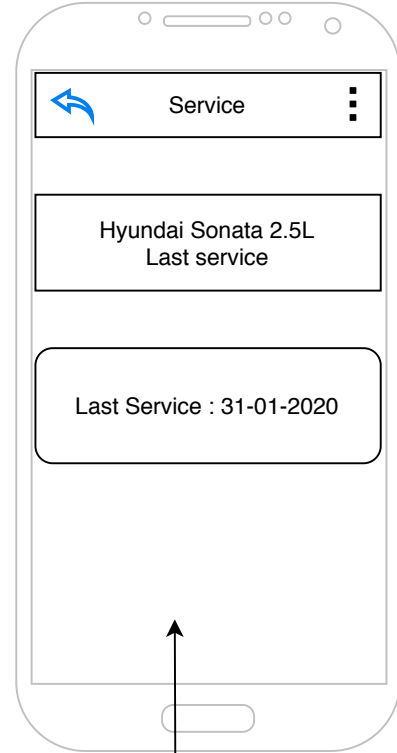 Service
Hyundai Sonata 2.5L
Last service
Last Service : 31-01-2020